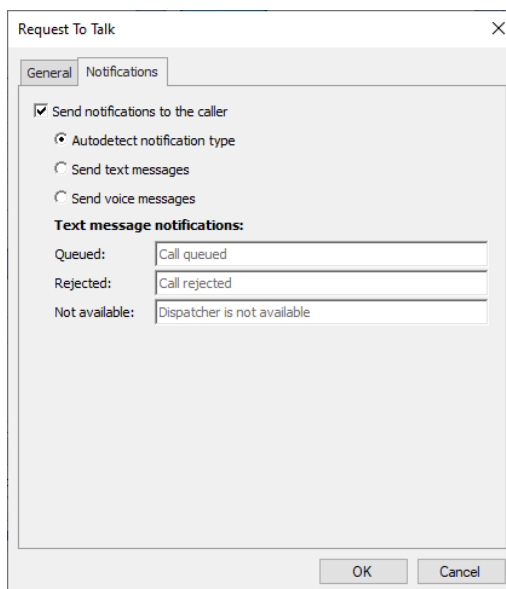 Request To Talk
General Notifications
Send notifications to the caller
Autodetect notification type
Send text messages
Send voice messages
Text message notifications:
Queued: Call queued
Rejected: Call rejected
Not available: Dispatcher is not available
OK Cancel